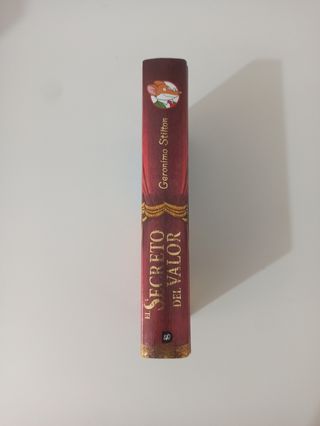 Geronimo Stilton
EL SECRETO
DEL VALOR